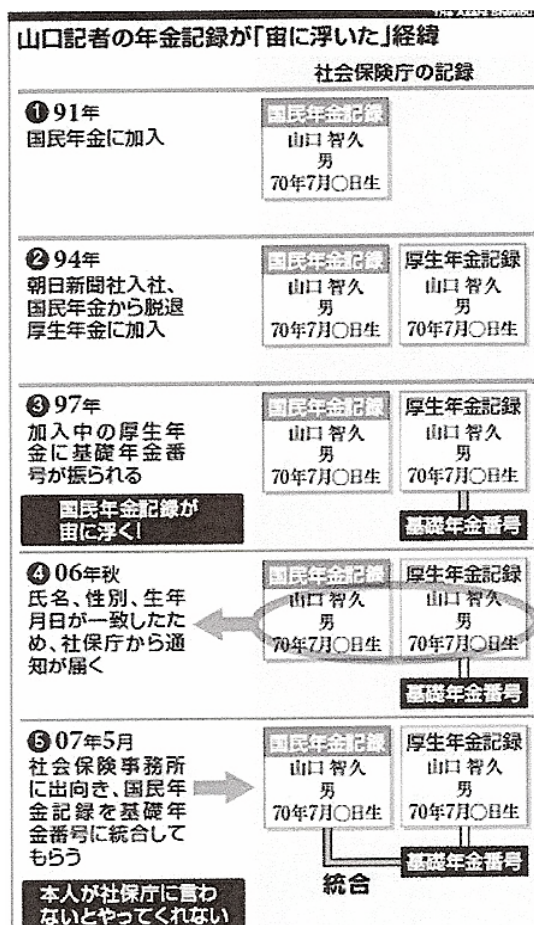 The Asahi Shimbun
山口記者の年金記録が「宙に浮いた」経緯
社会保険庁の記録
❶91年
国民年金に加入
国民年金記録
山口 智久
男
70年7月○日生
❷94年
朝日新聞社入社、
国民年金から脱退
厚生年金に加入
国民年金記録
山口 智久
男
70年7月○日生
厚生年金記録
山口 智久
男
70年7月○日生
❸97年
加入中の厚生年
金に基礎年金番
号が振られる
国民年金記録が
宙に浮く!
国民年金記録
山口 智久
男
70年7月○日生
厚生年金記録
山口 智久
男
70年7月○日生
基礎年金番号
❹06年秋
氏名、性別、生年
月日が一致したた
め、社保庁から通
知が届く
国民年金記録
山口 智久
男
70年7月○日生
厚生年金記録
山口 智久
男
70年7月○日生
基礎年金番号
❺07年5月
社会保険事務所
に出向き、国民年
金記録を基礎年
金番号に統合して
もらう
本人が社保庁に言わ
ないとやってくれない
国民年金記録
山口 智久
男
70年7月○日生
厚生年金記録
山口 智久
男
70年7月○日生
基礎年金番号
統合